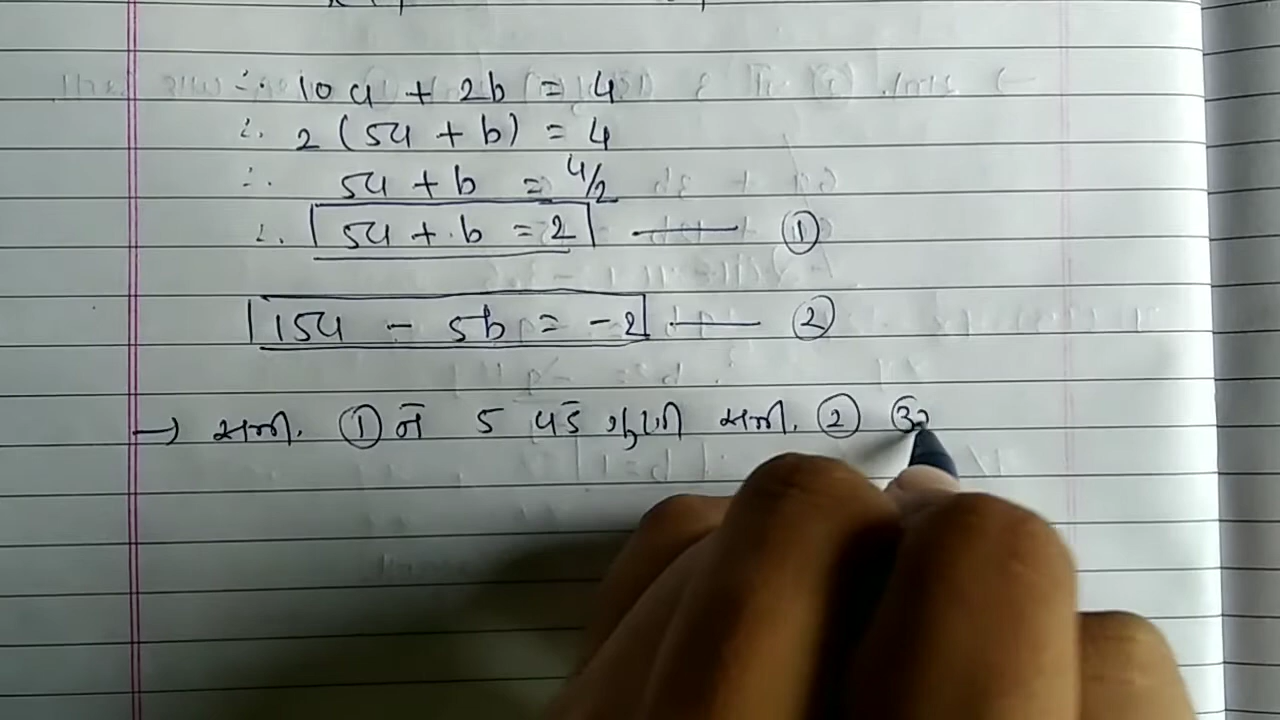 ∴ 10a + 2b = 4
∴ 2 (5a + b) = 4
∴ 5a + b = 4/2
∴ 5a + b = 2 —— ①
15a - 5b = -2 —— ②
→ સમી. ① ને 5 વડે ગુણી સમી. ②